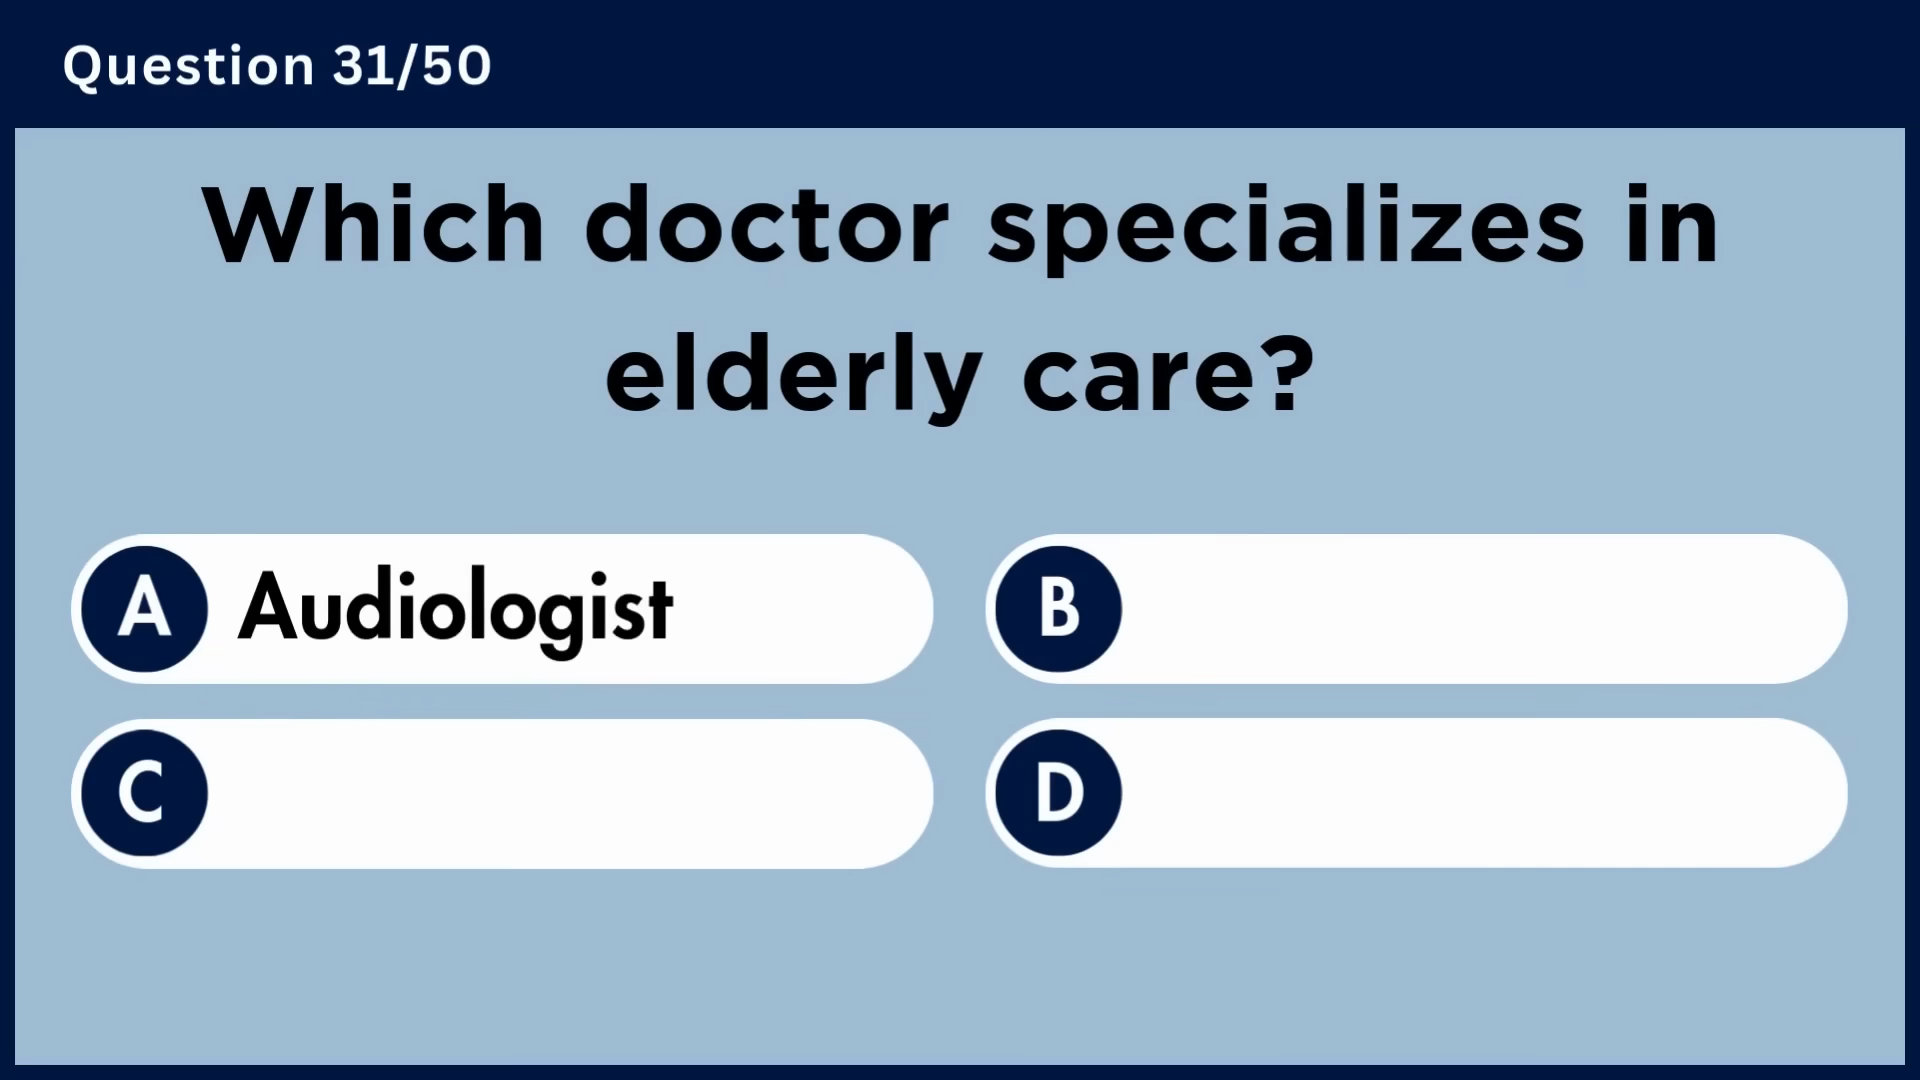 Question 31/50
Which doctor specializes in
elderly care?
A Audiologist
B
C
D